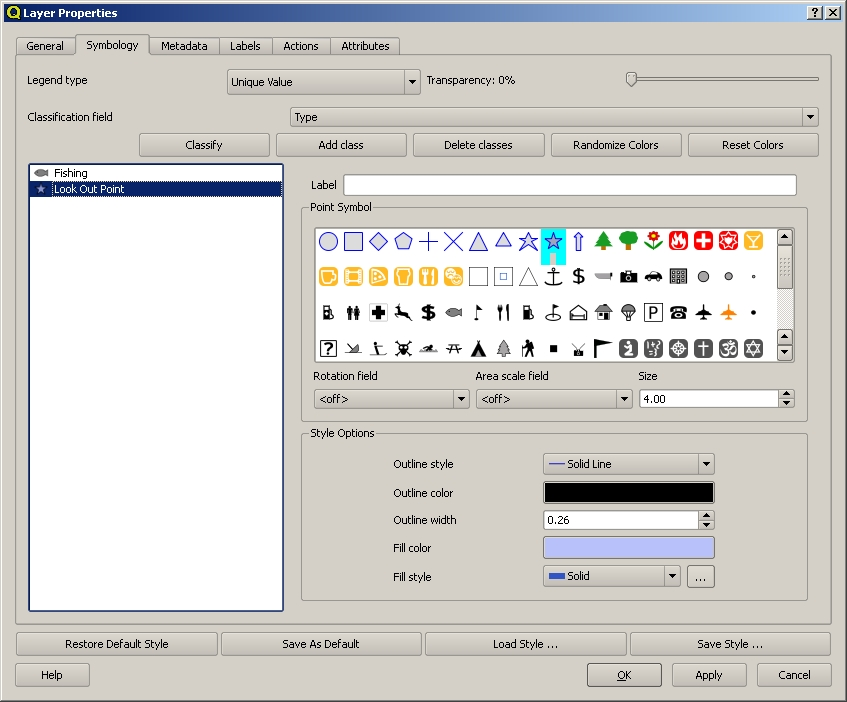 Layer Properties
General Symbology Metadata Labels Actions Attributes
Legend type Unique Value Transparency: 0%
Classification field Type
Classify Add class Delete classes Randomize Colors Reset Colors
Fishing
Look Out Point
Label
Point Symbol
$
$ P
?
Rotation field Area scale field Size
<off> <off> 4.00
Style Options
Outline style Solid Line
Outline color
Outline width 0.26
Fill color
Fill style Solid ...
Restore Default Style Save As Default Load Style ... Save Style ...
Help OK Apply Cancel